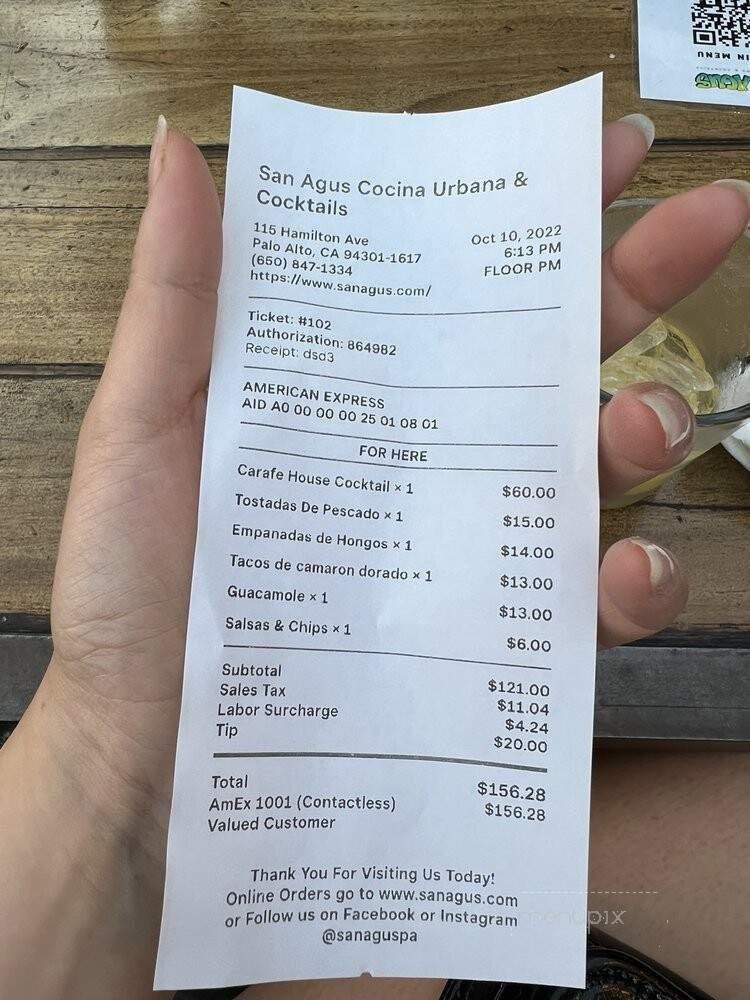 IN MENU
San Agus Cocina Urbana &
Cocktails
115 Hamilton Ave
Palo Alto, CA 94301-1617
(650) 847-1334
https://www.sanagus.com/
Oct 10, 2022
6:13 PM
FLOOR PM
Ticket: #102
Authorization: 864982
Receipt: dsd3
AMERICAN EXPRESS
AID A0 00 00 00 25 01 08 01
FOR HERE
Carafe House Cocktail × 1 $60.00
Tostadas De Pescado × 1 $15.00
Empanadas de Hongos × 1 $14.00
Tacos de camaron dorado × 1 $13.00
Guacamole × 1 $13.00
Salsas & Chips × 1 $6.00
Subtotal $121.00
Sales Tax $11.04
Labor Surcharge $4.24
Tip $20.00
Total $156.28
AmEx 1001 (Contactless) $156.28
Valued Customer
Thank You For Visiting Us Today!
Online Orders go to www.sanagus.com
or Follow us on Facebook or Instagram
@sanaguspa
menupix